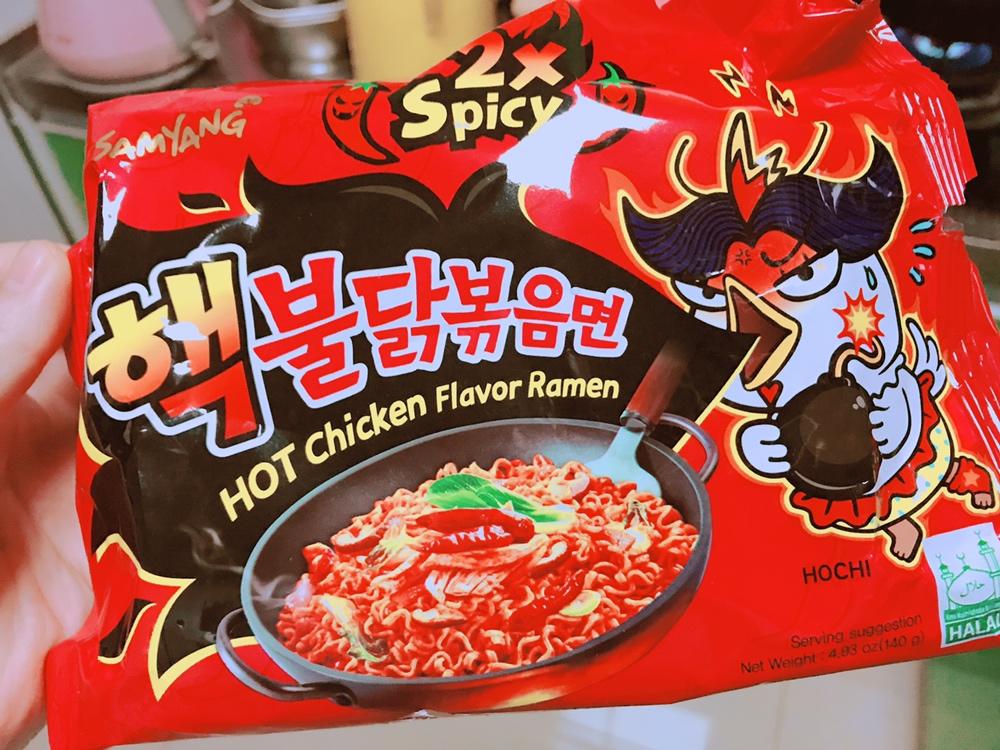 SAMYANG
2x
Spicy
핵불닭볶음면
HOT Chicken Flavor Ramen
HOCHI
Serving suggestion
Net Weight : 4.93 oz(140 g)
حلال
HALAL